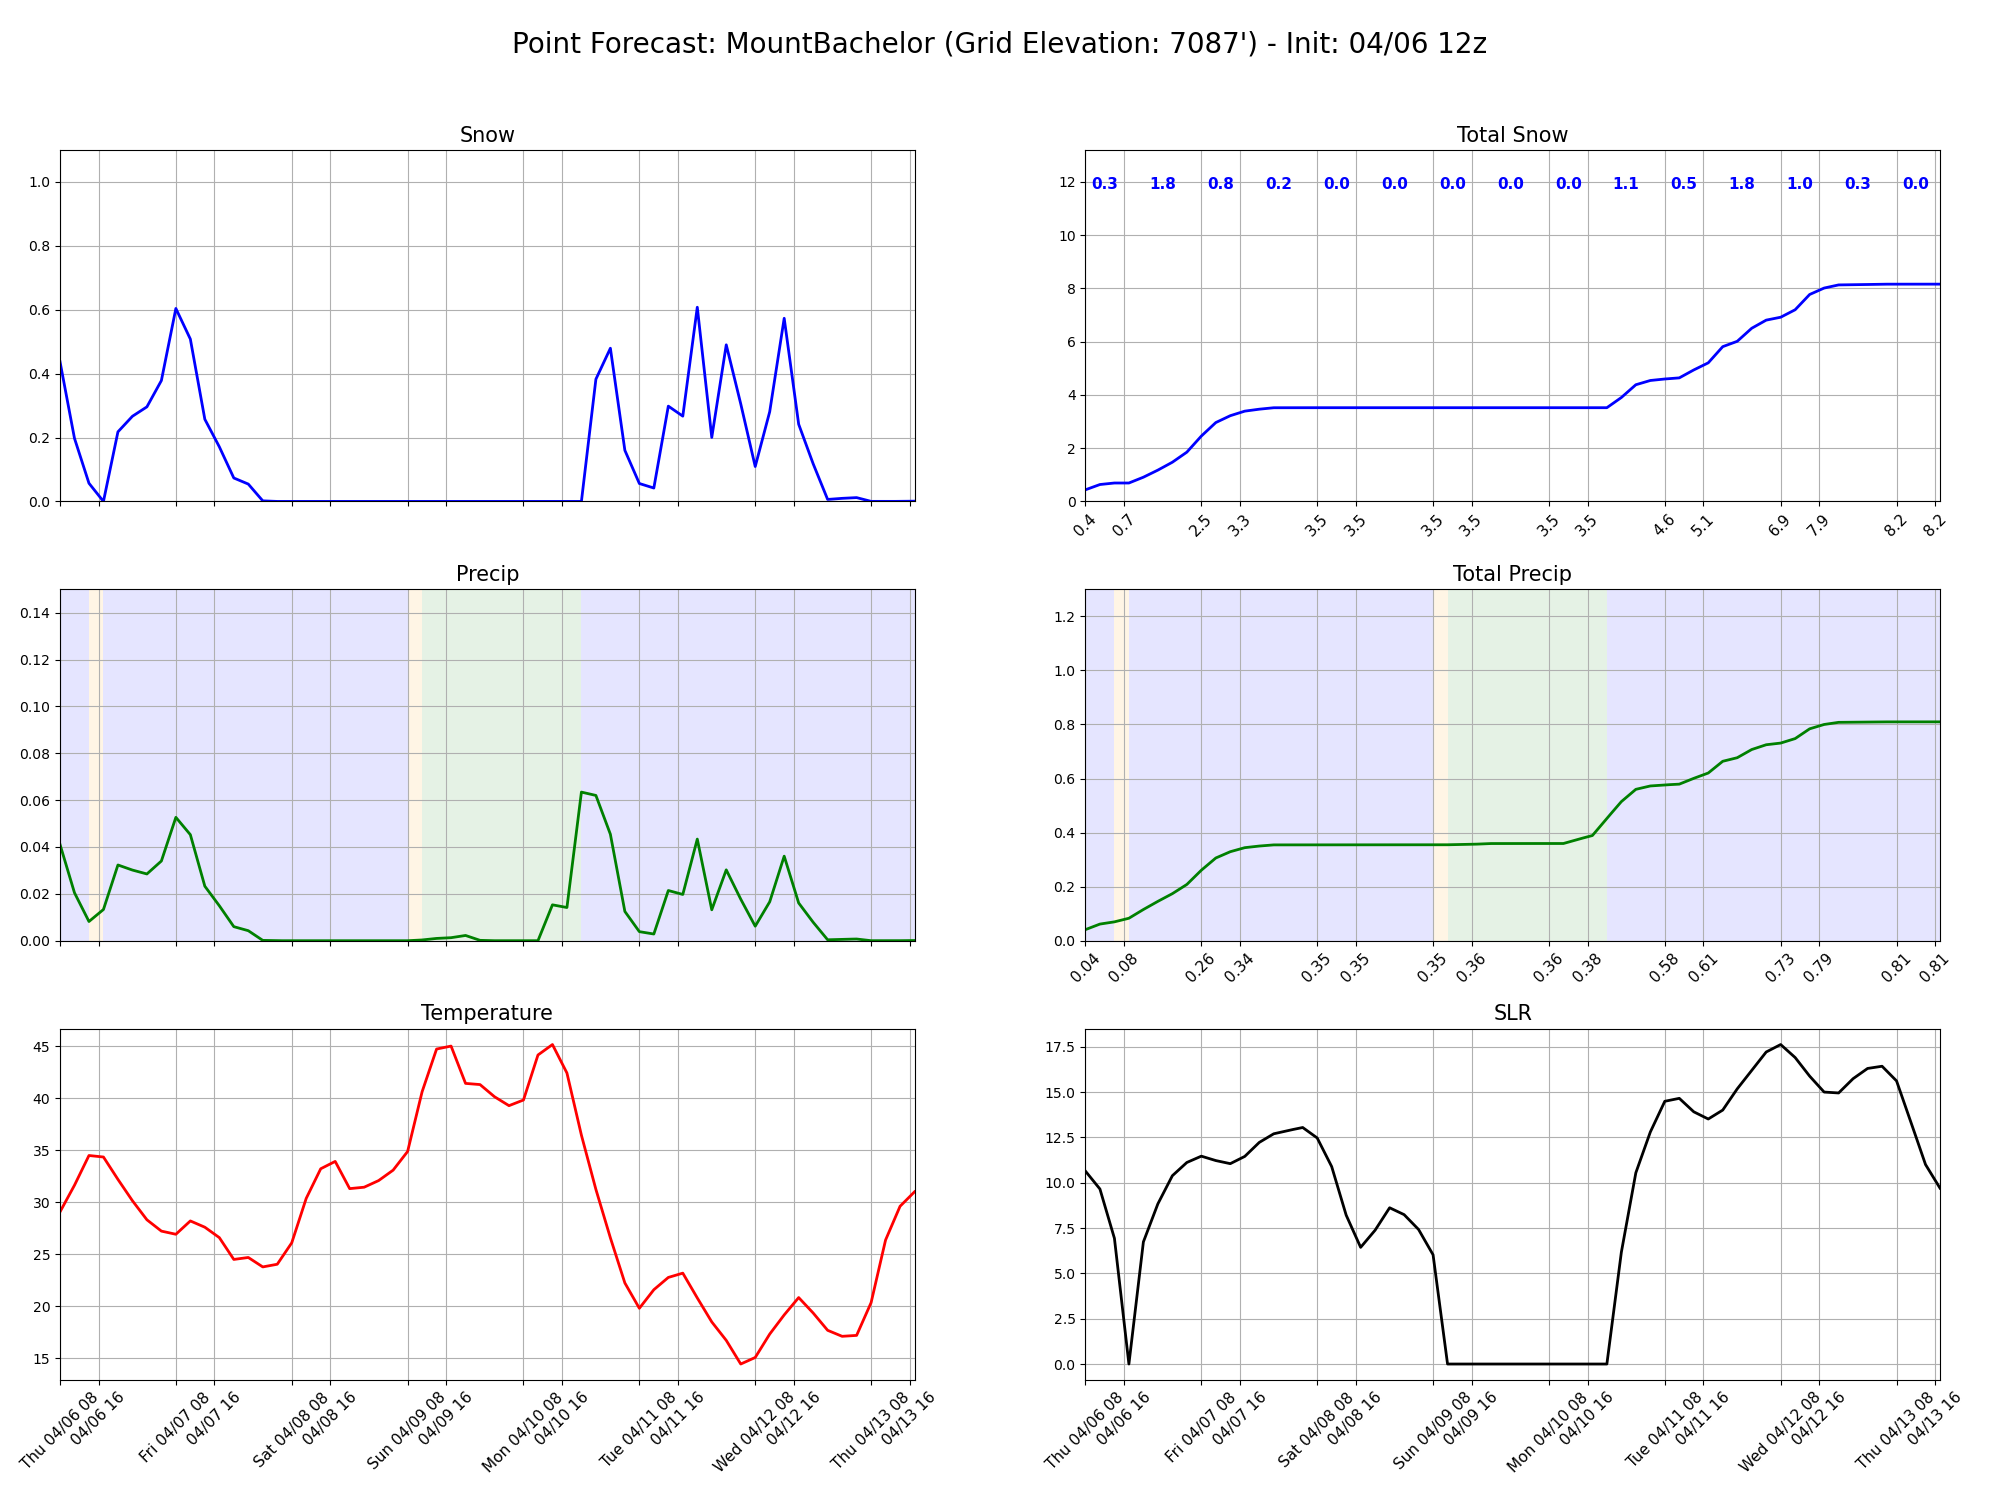 Point Forecast: MountBachelor (Grid Elevation: 7087') - Init: 04/06 12z
Snow
1.0
0.8
0.6
0.4
0.2
0.0
Total Snow
12
10
8
6
4
2
0
0.3 1.8 0.8 0.2 0.0 0.0 0.0 0.0 0.0 1.1 0.5 1.8 1.0 0.3 0.0
0.4 0.7 2.5 3.3 3.5 3.5 3.5 3.5 3.5 3.5 4.6 5.1 6.9 7.9 8.2 8.2
Precip
0.14
0.12
0.10
0.08
0.06
0.04
0.02
0.00
Total Precip
1.2
1.0
0.8
0.6
0.4
0.2
0.0
0.04 0.08 0.26 0.34 0.35 0.35 0.35 0.36 0.36 0.38 0.58 0.61 0.73 0.79 0.81 0.81
Temperature
45
40
35
30
25
20
15
Thu 04/06 08
04/06 16
Fri 04/07 08
04/07 16
Sat 04/08 08
04/08 16
Sun 04/09 08
04/09 16
Mon 04/10 08
04/10 16
Tue 04/11 08
04/11 16
Wed 04/12 08
04/12 16
Thu 04/13 08
04/13 16
SLR
17.5
15.0
12.5
10.0
7.5
5.0
2.5
0.0
Thu 04/06 08
04/06 16
Fri 04/07 08
04/07 16
Sat 04/08 08
04/08 16
Sun 04/09 08
04/09 16
Mon 04/10 08
04/10 16
Tue 04/11 08
04/11 16
Wed 04/12 08
04/12 16
Thu 04/13 08
04/13 16